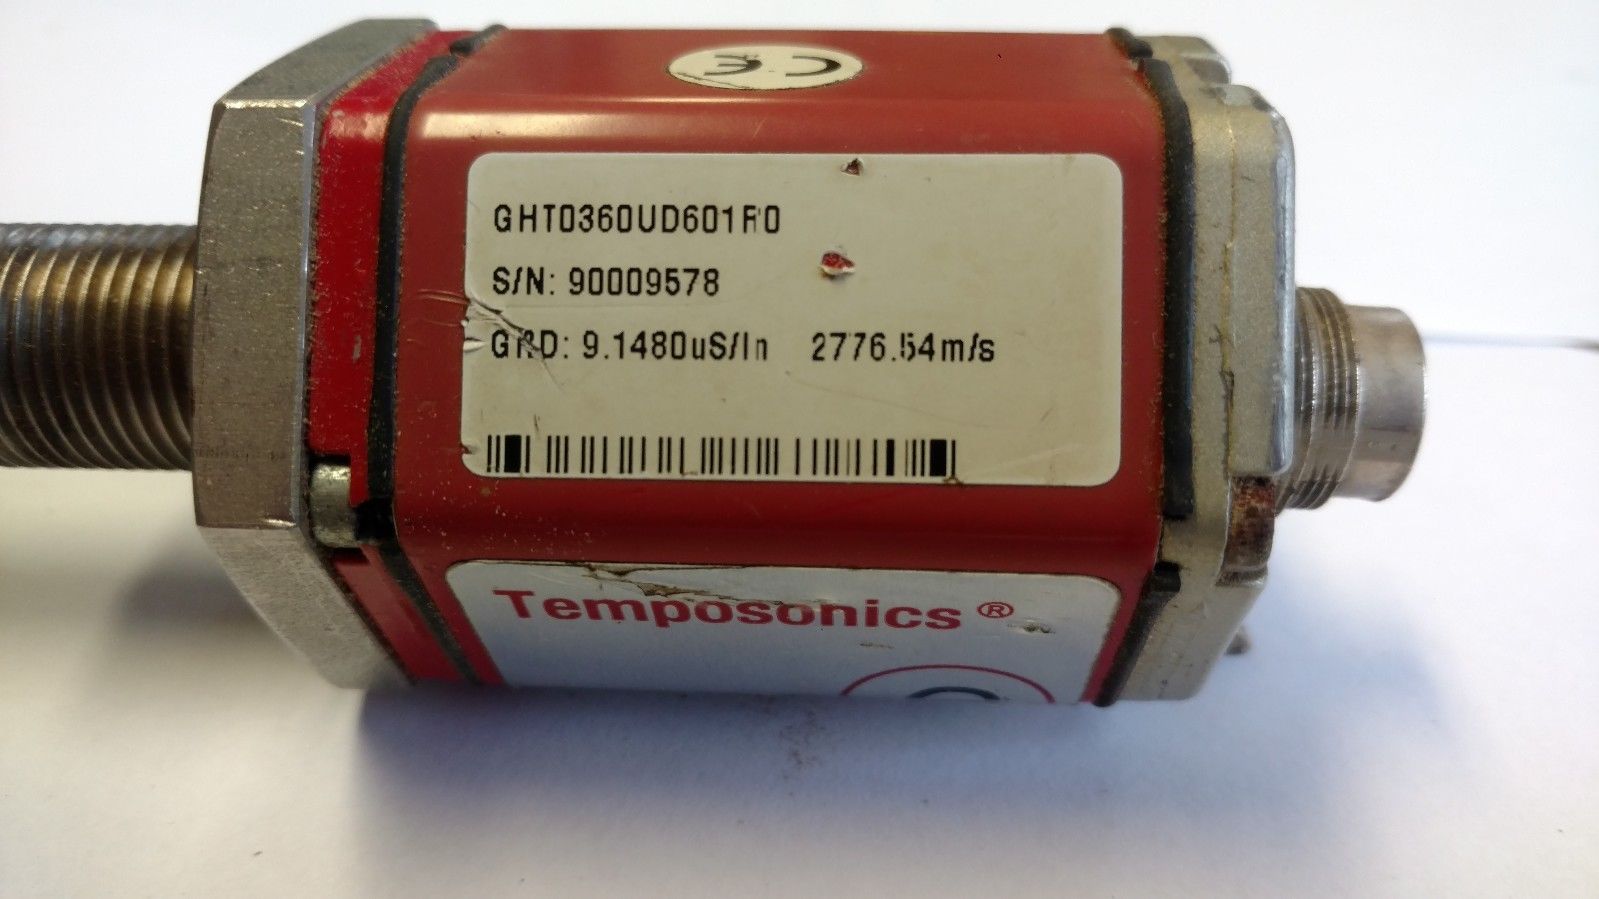 CE
GHT0360UD601R0
S/N: 90009578
GRD: 9.1480uS/In 2776.54m/s
Temposonics ®